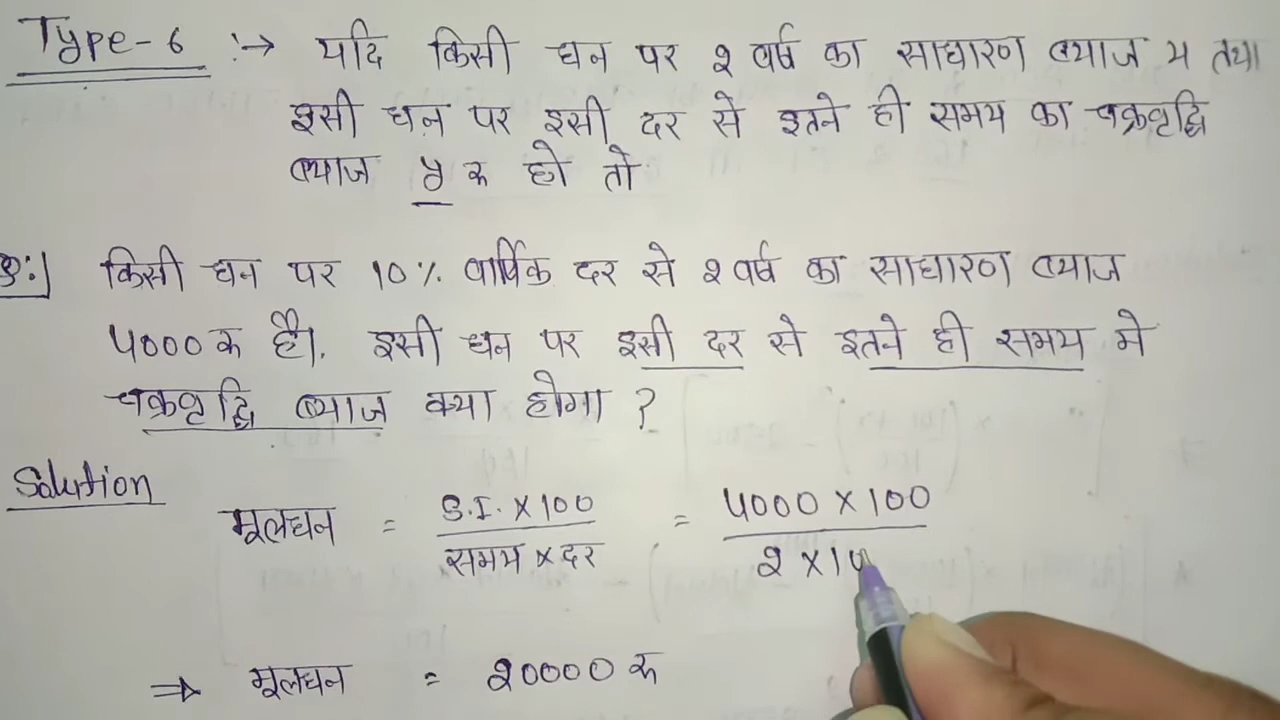 Type-6 :→ यदि किसी धन पर 2 वर्ष का साधारण ब्याज x तथा
इसी धन पर इसी दर से इतने ही समय का चक्रवृद्धि
ब्याज y रु हो तो
किसी धन पर 10% वार्षिक दर से 2 वर्ष का साधारण ब्याज
4000 रु है। इसी धन पर इसी दर से इतने ही समय मे
चक्रवृद्धि ब्याज क्या होगा ?
Solution
मूलधन = S.I. × 100 / समय × दर = 4000 × 100 / 2 × 10
⇒ मूलधन = 20000 रु